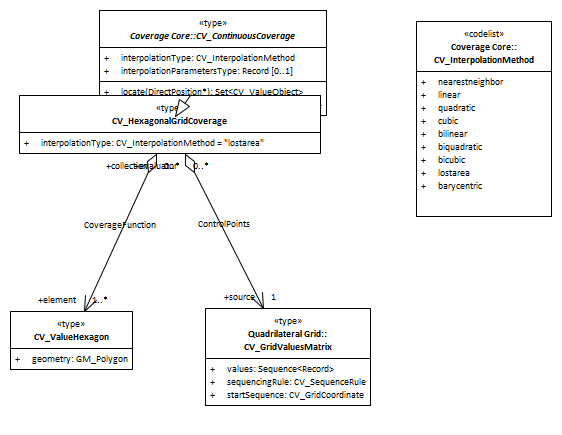 «type»
Coverage Core::CV_ContinuousCoverage
+ interpolationType: CV_InterpolationMethod
+ interpolationParametersType: Record [0..1]
+ locate(DirectPosition*): Set<CV_ValueObject>
«type»
CV_HexagonalGridCoverage
+ interpolationType: CV_InterpolationMethod = "lostarea"
«codelist»
Coverage Core::
CV_InterpolationMethod
+ nearestneighbor
+ linear
+ quadratic
+ cubic
+ bilinear
+ biquadratic
+ bicubic
+ lostarea
+ barycentric
0..*
CoverageFunction
ControlPoints
+element 1..*
+source 1
«type»
CV_ValueHexagon
+ geometry: GM_Polygon
«type»
Quadrilateral Grid::
CV_GridValuesMatrix
+ values: Sequence<Record>
+ sequencingRule: CV_SequenceRule
+ startSequence: CV_GridCoordinate